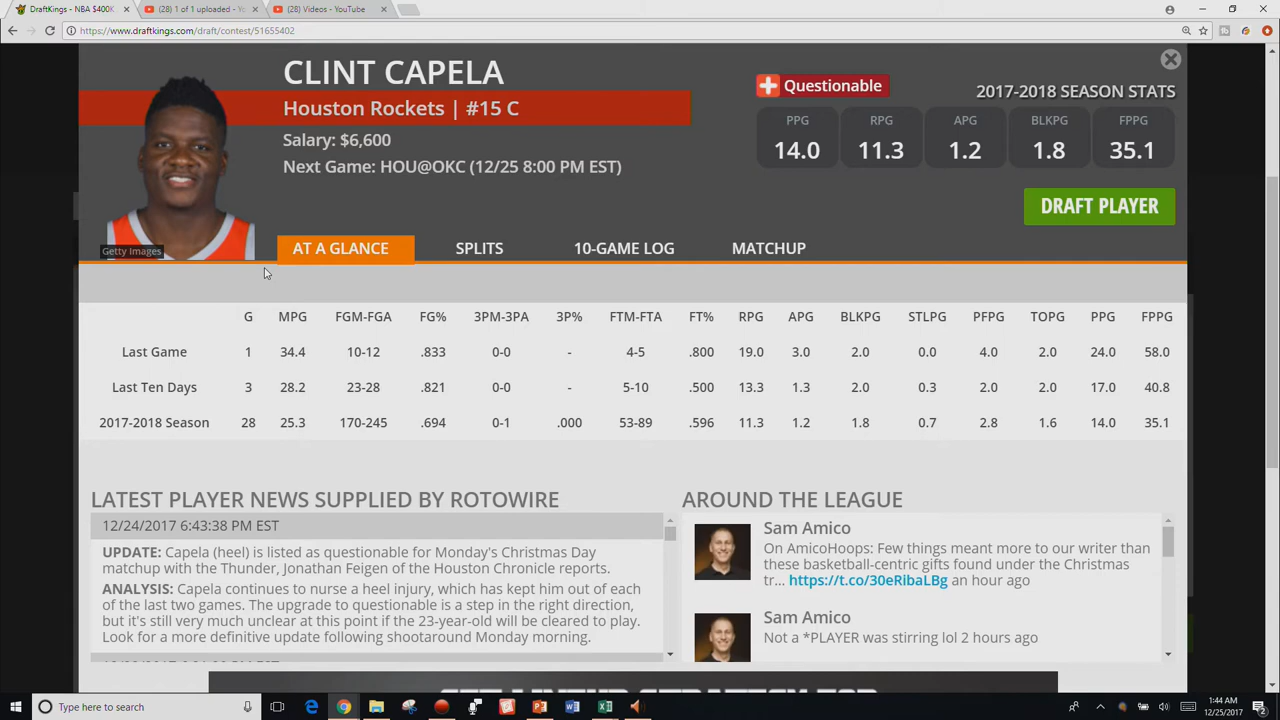 DraftKings - NBA $400K
(28) 1 of 1 uploaded - Yo
(28) Videos - YouTube
https://www.draftkings.com/draft/contest/51655402
CLINT CAPELA
Houston Rockets | #15 C
Salary: $6,600
Next Game: HOU@OKC (12/25 8:00 PM EST)
Getty Images
Questionable
2017-2018 SEASON STATS
PPG RPG APG BLKPG FPPG
14.0 11.3 1.2 1.8 35.1
DRAFT PLAYER
AT A GLANCE SPLITS 10-GAME LOG MATCHUP
G MPG FGM-FGA FG% 3PM-3PA 3P% FTM-FTA FT% RPG APG BLKPG STLPG PFPG TOPG PPG FPPG
Last Game 1 34.4 10-12 .833 0-0 - 4-5 .800 19.0 3.0 2.0 0.0 4.0 2.0 24.0 58.0
Last Ten Days 3 28.2 23-28 .821 0-0 - 5-10 .500 13.3 1.3 2.0 0.3 2.0 2.0 17.0 40.8
2017-2018 Season 28 25.3 170-245 .694 0-1 .000 53-89 .596 11.3 1.2 1.8 0.7 2.8 1.6 14.0 35.1
LATEST PLAYER NEWS SUPPLIED BY ROTOWIRE
12/24/2017 6:43:38 PM EST
UPDATE: Capela (heel) is listed as questionable for Monday's Christmas Day
matchup with the Thunder, Jonathan Feigen of the Houston Chronicle reports.
ANALYSIS: Capela continues to nurse a heel injury, which has kept him out of each
of the last two games. The upgrade to questionable is a step in the right direction,
but it's still very much unclear at this point if the 23-year-old will be cleared to play.
Look for a more definitive update following shootaround Monday morning.
AROUND THE LEAGUE
Sam Amico
On AmicoHoops: Few things meant more to our writer than
these basketball-centric gifts found under the Christmas
tr... https://t.co/30eRibaLBg an hour ago
Sam Amico
Not a *PLAYER was stirring lol 2 hours ago
Type here to search
1:44 AM
12/25/2017